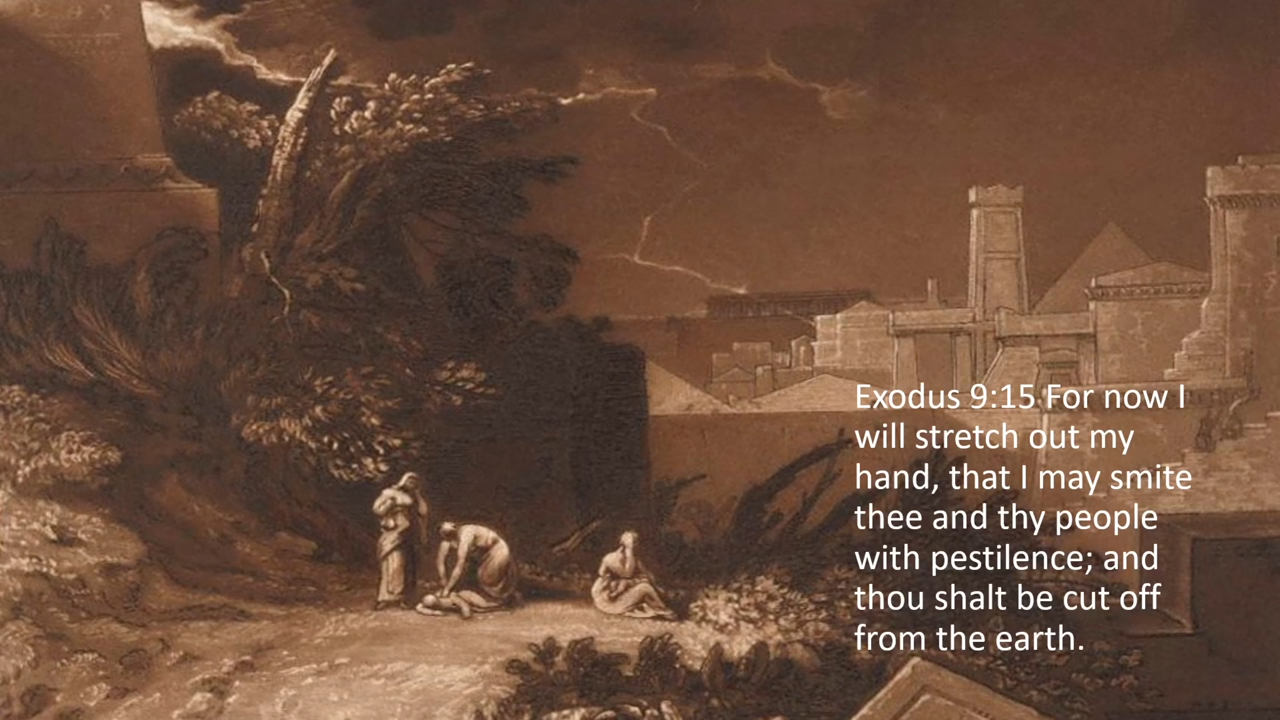 Exodus 9:15 For now I
will stretch out my
hand, that I may smite
thee and thy people
with pestilence; and
thou shalt be cut off
from the earth.